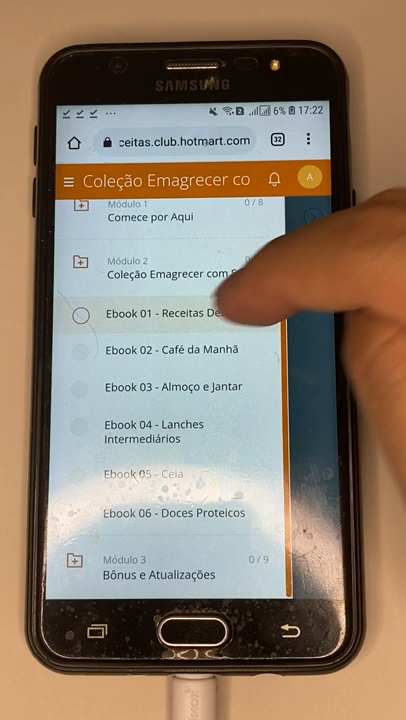 SAMSUNG
6% 17:22
ceitas.club.hotmart.com 32
Coleção Emagrecer co A
Módulo 1 0 / 8
Comece por Aqui
Módulo 2
Coleção Emagrecer com
Ebook 01 - Receitas
Ebook 02 - Café da Manhã
Ebook 03 - Almoço e Jantar
Ebook 04 - Lanches
Intermediários
Ebook 05 - Ceia
Ebook 06 - Doces Proteicos
Módulo 3 0 / 9
Bônus e Atualizações